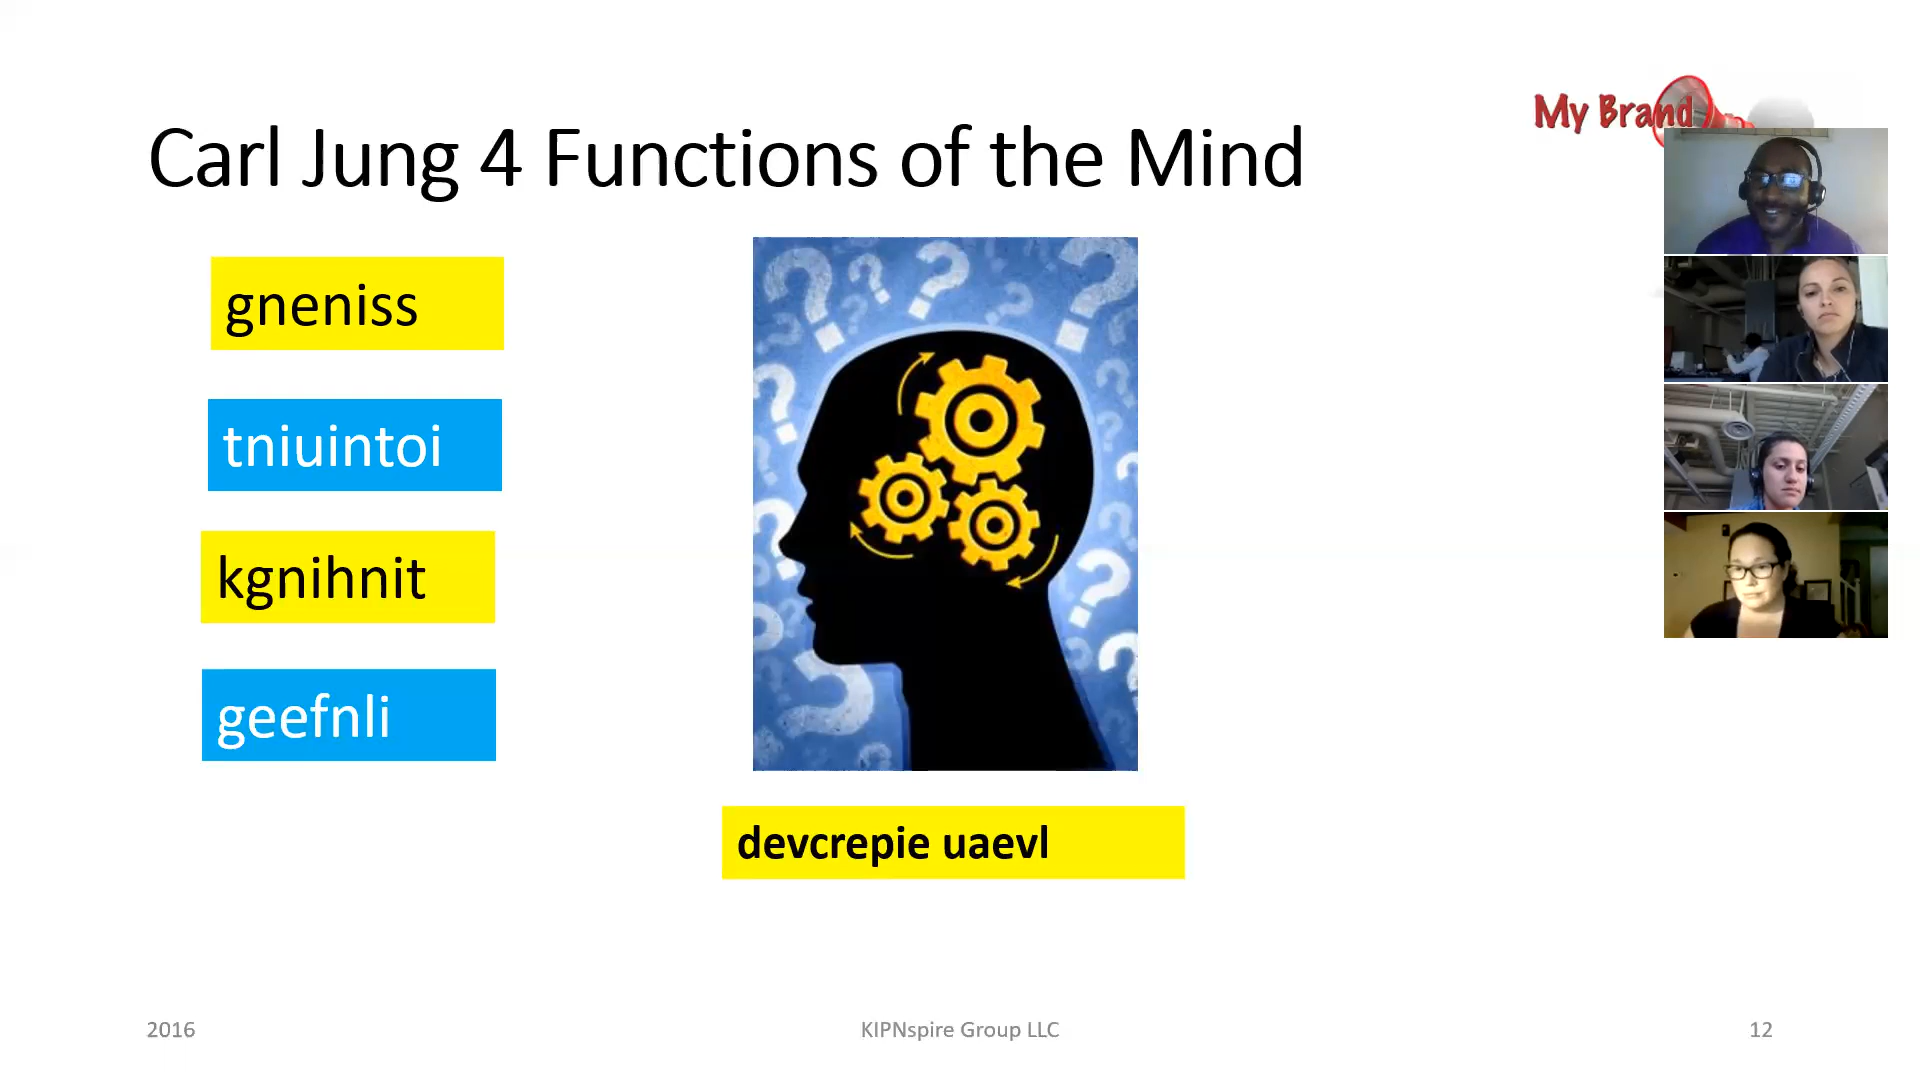 My Brand
Carl Jung 4 Functions of the Mind
gneniss
tniuintoi
kgnihnit
geefnli
devcrepie uaevl
2016
KIPNspire Group LLC
12